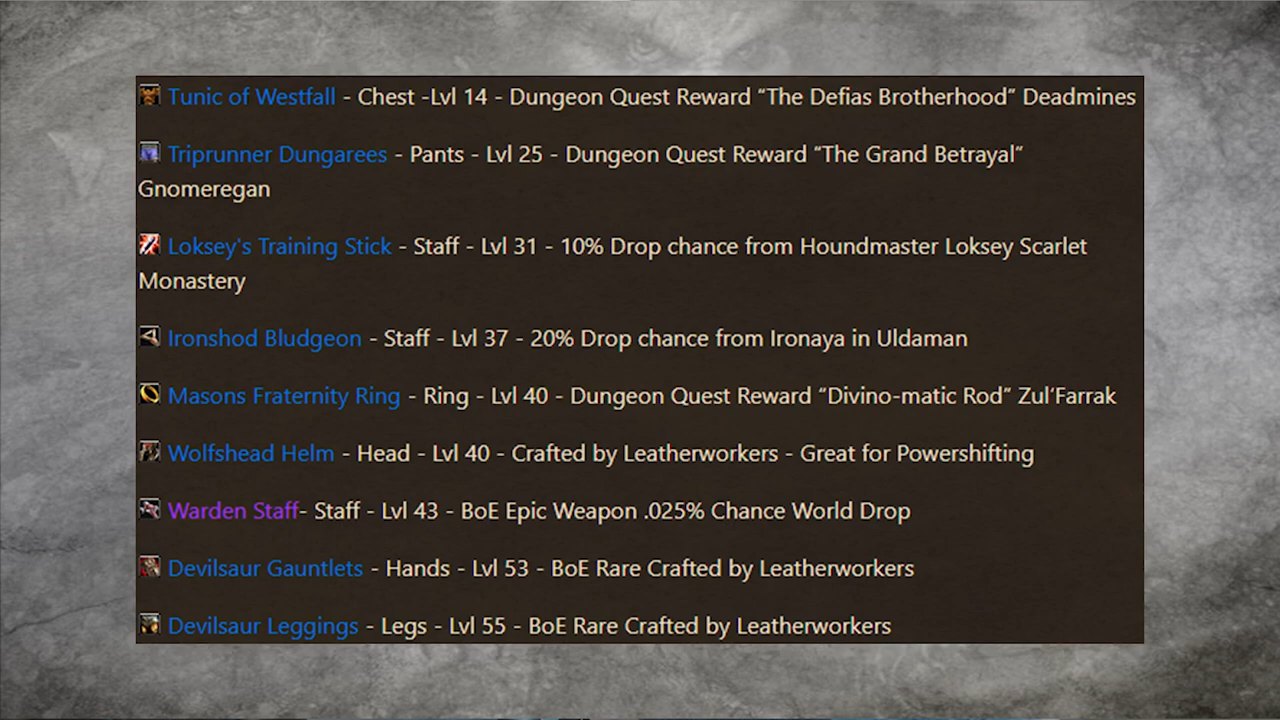 Tunic of Westfall - Chest -Lvl 14 - Dungeon Quest Reward “The Defias Brotherhood” Deadmines
Triprunner Dungarees - Pants - Lvl 25 - Dungeon Quest Reward “The Grand Betrayal”
Gnomeregan
Loksey's Training Stick - Staff - Lvl 31 - 10% Drop chance from Houndmaster Loksey Scarlet
Monastery
Ironshod Bludgeon - Staff - Lvl 37 - 20% Drop chance from Ironaya in Uldaman
Masons Fraternity Ring - Ring - Lvl 40 - Dungeon Quest Reward “Divino-matic Rod” Zul’Farrak
Wolfshead Helm - Head - Lvl 40 - Crafted by Leatherworkers - Great for Powershifting
Warden Staff- Staff - Lvl 43 - BoE Epic Weapon .025% Chance World Drop
Devilsaur Gauntlets - Hands - Lvl 53 - BoE Rare Crafted by Leatherworkers
Devilsaur Leggings - Legs - Lvl 55 - BoE Rare Crafted by Leatherworkers